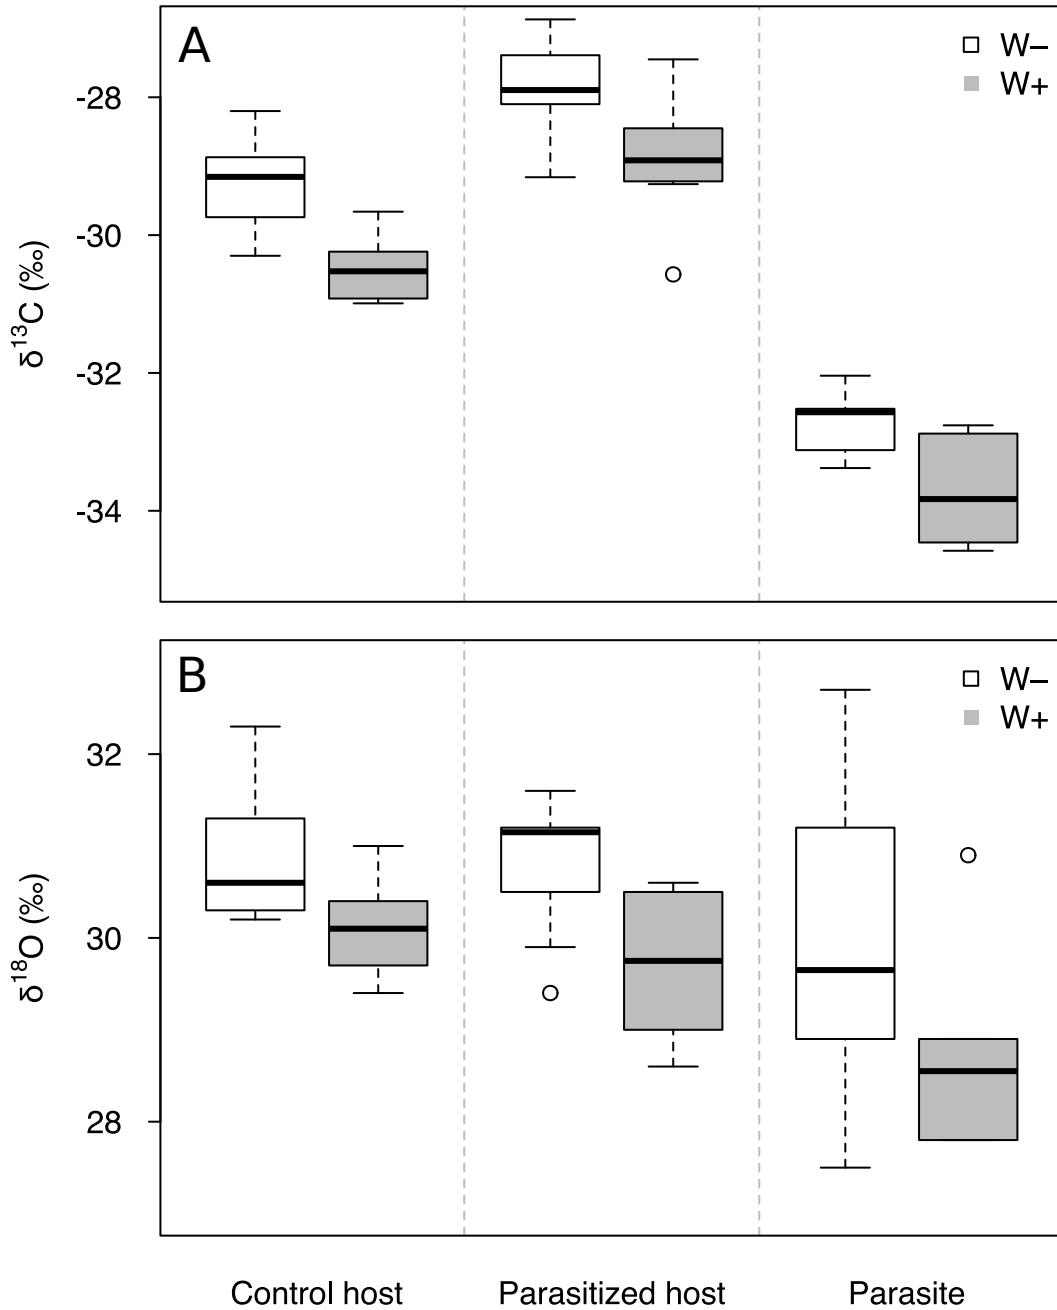 A
W–
W+
-28
-30
-32
-34
δ¹³C (‰)
B
W–
W+
32
30
28
δ¹⁸O (‰)
Control host Parasitized host Parasite